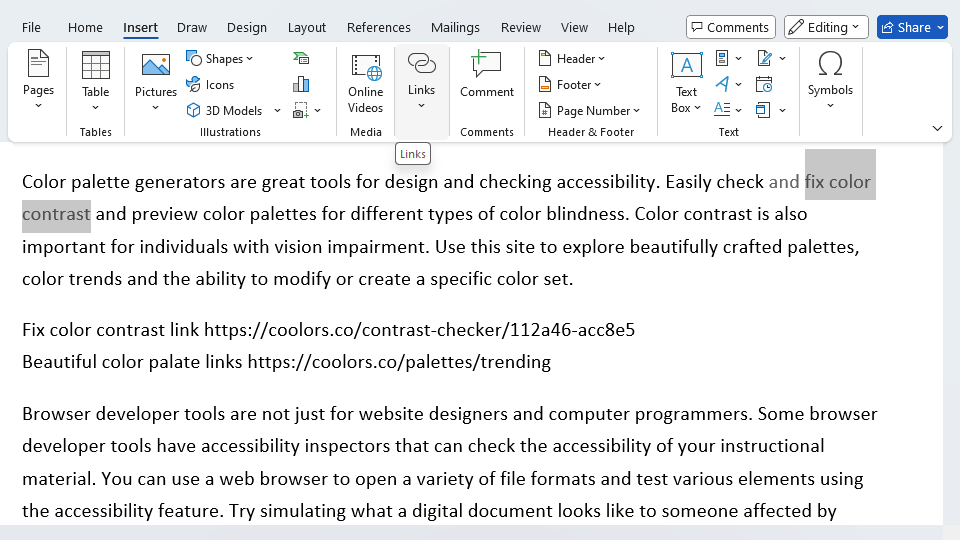 File Home Insert Draw Design Layout References Mailings Review View Help Comments Editing Share
Pages Table Pictures Shapes Icons 3D Models Online Videos Links Comment Header Footer Page Number Text Box A Symbols
Tables Illustrations Media Comments Header & Footer Text
Links
Color palette generators are great tools for design and checking accessibility. Easily check and fix color
contrast and preview color palettes for different types of color blindness. Color contrast is also
important for individuals with vision impairment. Use this site to explore beautifully crafted palettes,
color trends and the ability to modify or create a specific color set.
Fix color contrast link https://coolors.co/contrast-checker/112a46-acc8e5
Beautiful color palate links https://coolors.co/palettes/trending
Browser developer tools are not just for website designers and computer programmers. Some browser
developer tools have accessibility inspectors that can check the accessibility of your instructional
material. You can use a web browser to open a variety of file formats and test various elements using
the accessibility feature. Try simulating what a digital document looks like to someone affected by